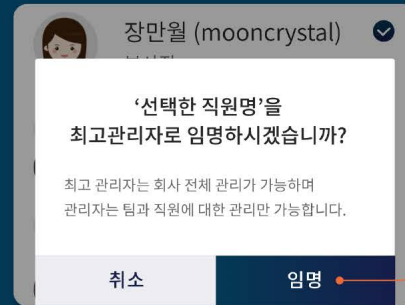 장만월 (mooncrystal)
‘선택한 직원명’을
최고관리자로 임명하시겠습니까?
최고 관리자는 회사 전체 관리가 가능하며
관리자는 팀과 직원에 대한 관리만 가능합니다.
취소 임명